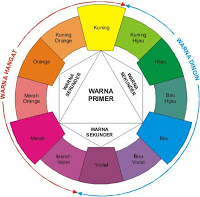 Kuning
Kuning
Orange
Kuning
Hijau
Orange
Hijau
WARNA SEKUNDER
WARNA SEKUNDER
WARNA HANGAT
WARNA DINGIN
Merah
Orange
WARNA
PRIMER
Biru
Hijau
WARNA
SEKUNDER
Merah
Biru
Merah
Violet
Violet
Biru
Violet